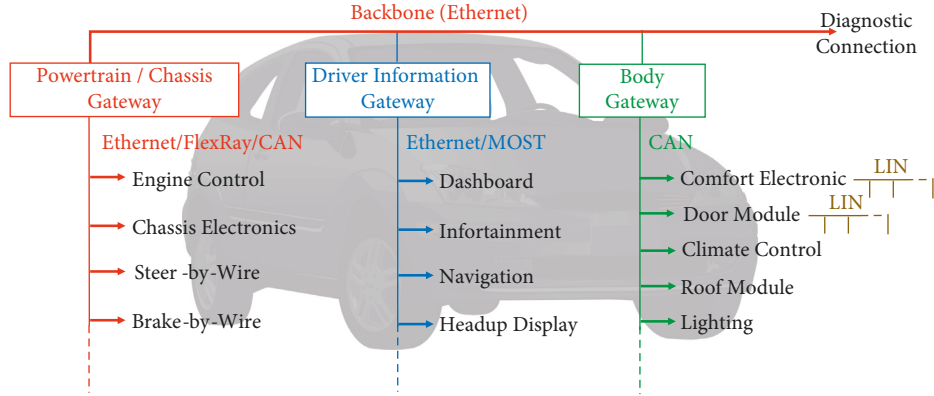 Backbone (Ethernet)
Diagnostic
Connection
Powertrain / Chassis
Gateway
Driver Information
Gateway
Body
Gateway
Ethernet/FlexRay/CAN
Engine Control
Chassis Electronics
Steer -by-Wire
Brake-by-Wire
Ethernet/MOST
Dashboard
Infortainment
Navigation
Headup Display
CAN
Comfort Electronic
LIN
Door Module
LIN
Climate Control
Roof Module
Lighting